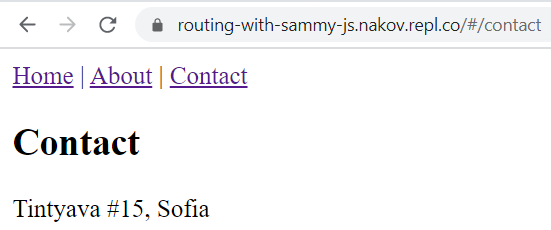 routing-with-sammy-js.nakov.repl.co/#/contact
Home | About | Contact
Contact
Tintyava #15, Sofia